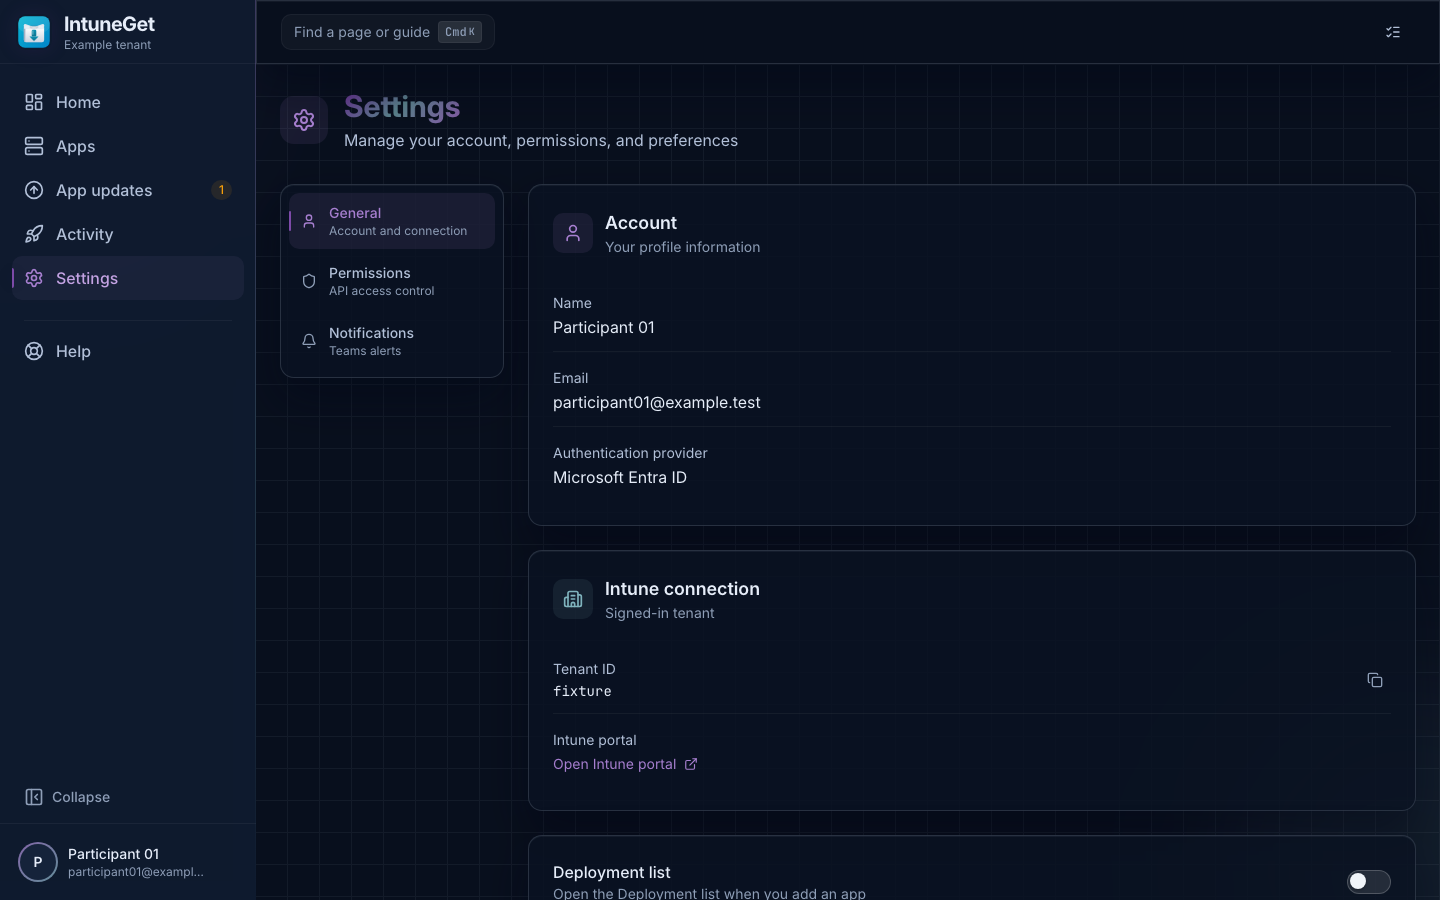 IntuneGet
Example tenant
Find a page or guide Cmd K
Home
Apps
App updates 1
Activity
Settings
Help
Collapse
P
Participant 01
participant01@exampl...
Settings
Manage your account, permissions, and preferences
General
Account and connection
Permissions
API access control
Notifications
Teams alerts
Account
Your profile information
Name
Participant 01
Email
participant01@example.test
Authentication provider
Microsoft Entra ID
Intune connection
Signed-in tenant
Tenant ID
fixture
Intune portal
Open Intune portal
Deployment list
Open the Deployment list when you add an app